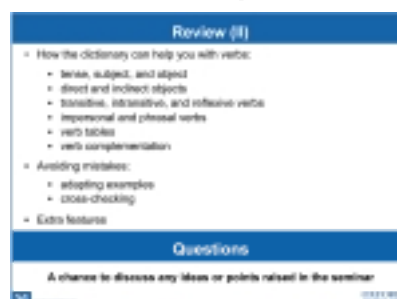 Review (II)
How the dictionary can help you with verbs:
tense, subject, and object
direct and indirect objects
transitive, intransitive, and reflexive verbs
impersonal and phrasal verbs
verb tables
verb complementation
Avoiding mistakes:
adapting examples
cross-checking
Extra features
Questions
A chance to discuss any ideas or points raised in the seminar
OXFORD